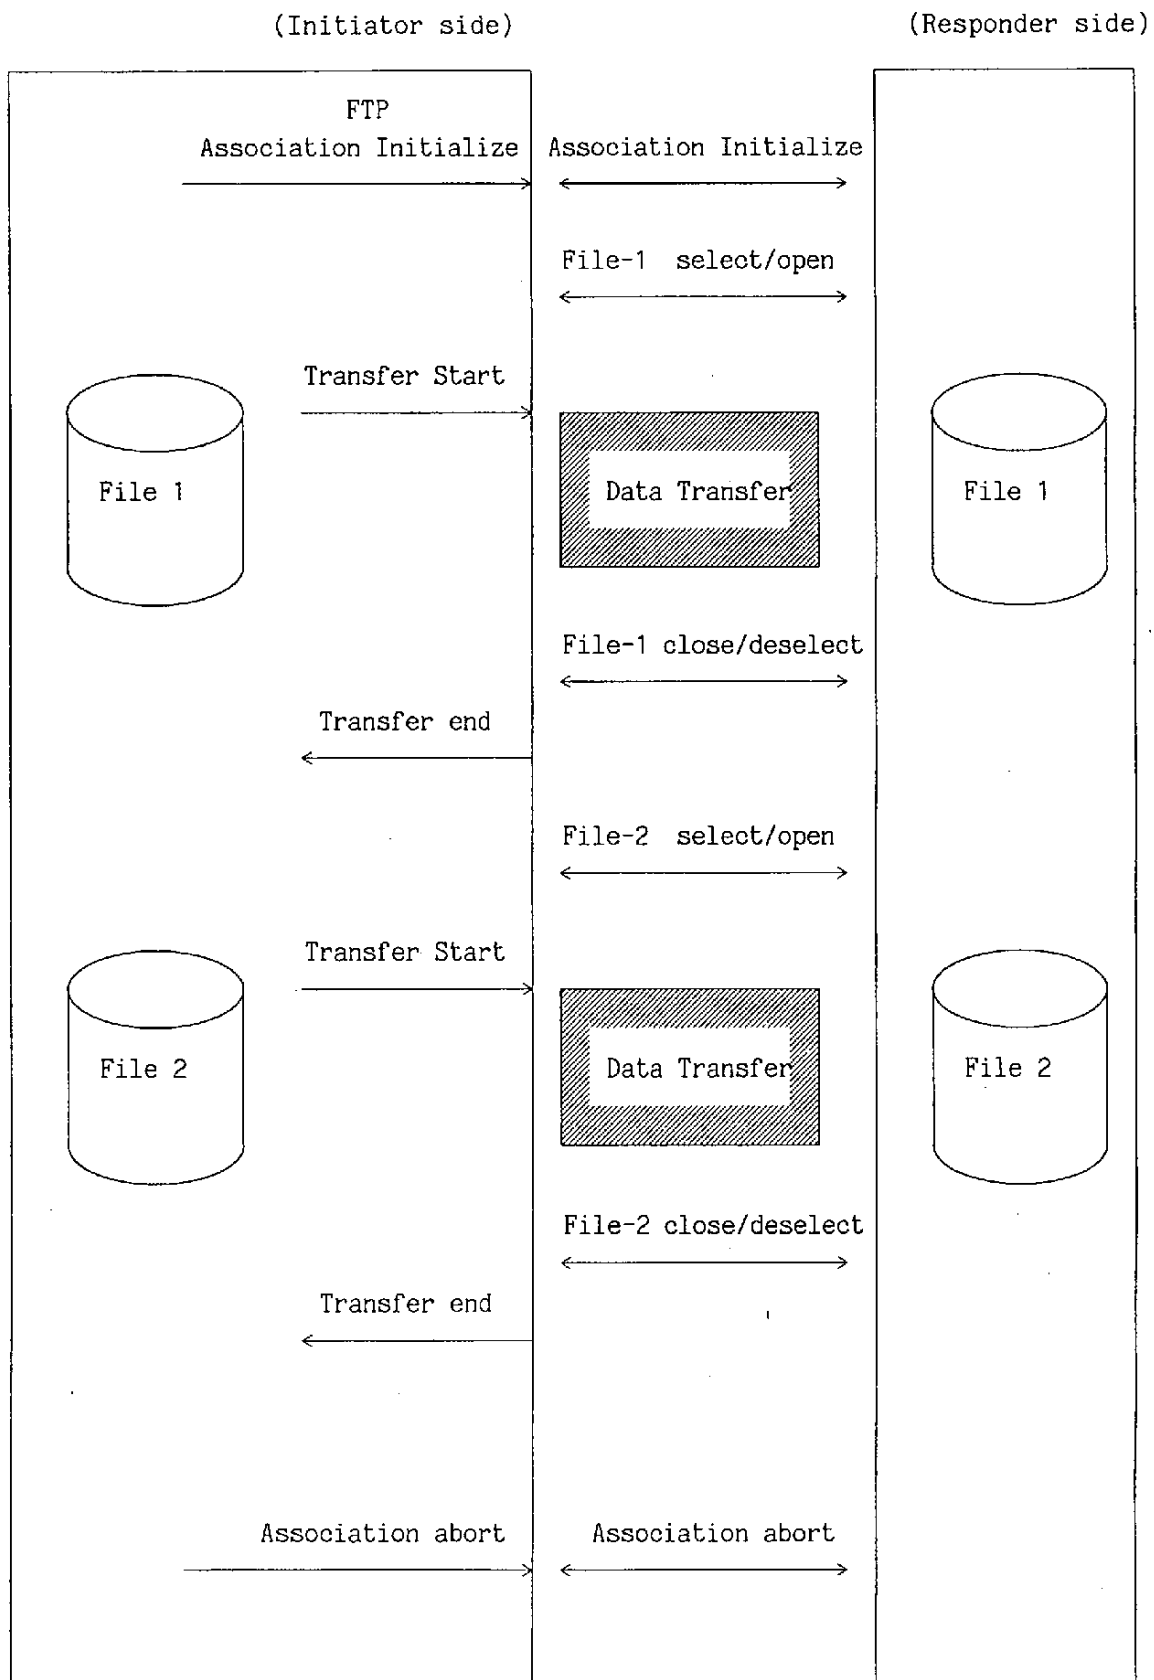 (Initiator side) (Responder side)
FTP
Association Initialize Association Initialize
File-1 select/open
Transfer Start
File 1 Data Transfer File 1
File-1 close/deselect
Transfer end
File-2 select/open
Transfer Start
File 2 Data Transfer File 2
File-2 close/deselect
Transfer end
Association abort Association abort